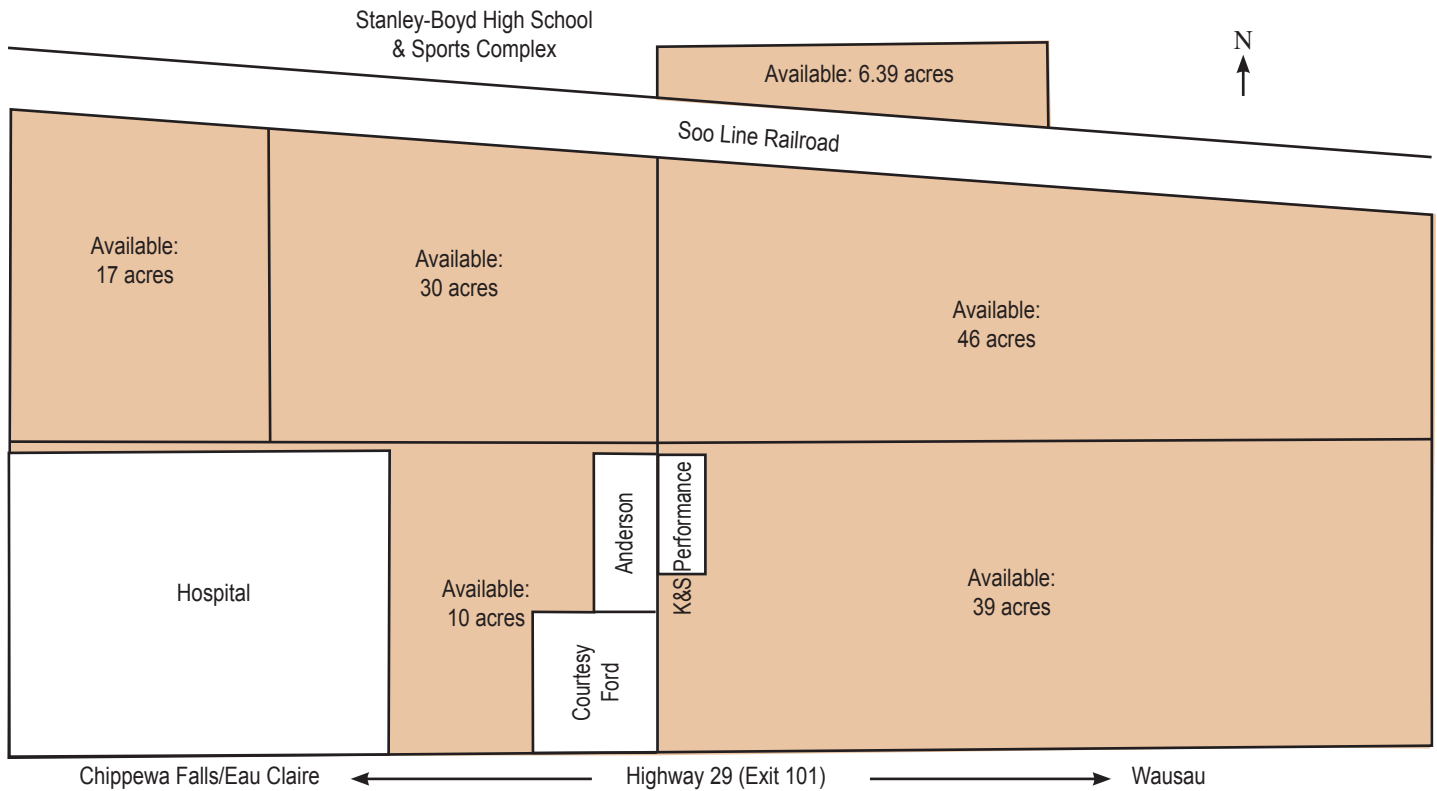 Stanley-Boyd High School
& Sports Complex
N
Available: 6.39 acres
Soo Line Railroad
Available:
17 acres
Available:
30 acres
Available:
46 acres
Hospital
Available:
10 acres
Anderson
K&S Performance
Courtesy
Ford
Available:
39 acres
Chippewa Falls/Eau Claire
Highway 29 (Exit 101)
Wausau